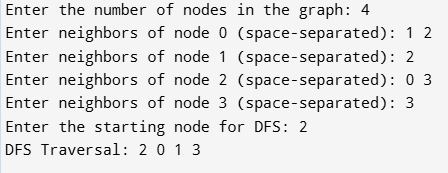 Enter the number of nodes in the graph: 4
Enter neighbors of node 0 (space-separated): 1 2
Enter neighbors of node 1 (space-separated): 2
Enter neighbors of node 2 (space-separated): 0 3
Enter neighbors of node 3 (space-separated): 3
Enter the starting node for DFS: 2
DFS Traversal: 2 0 1 3